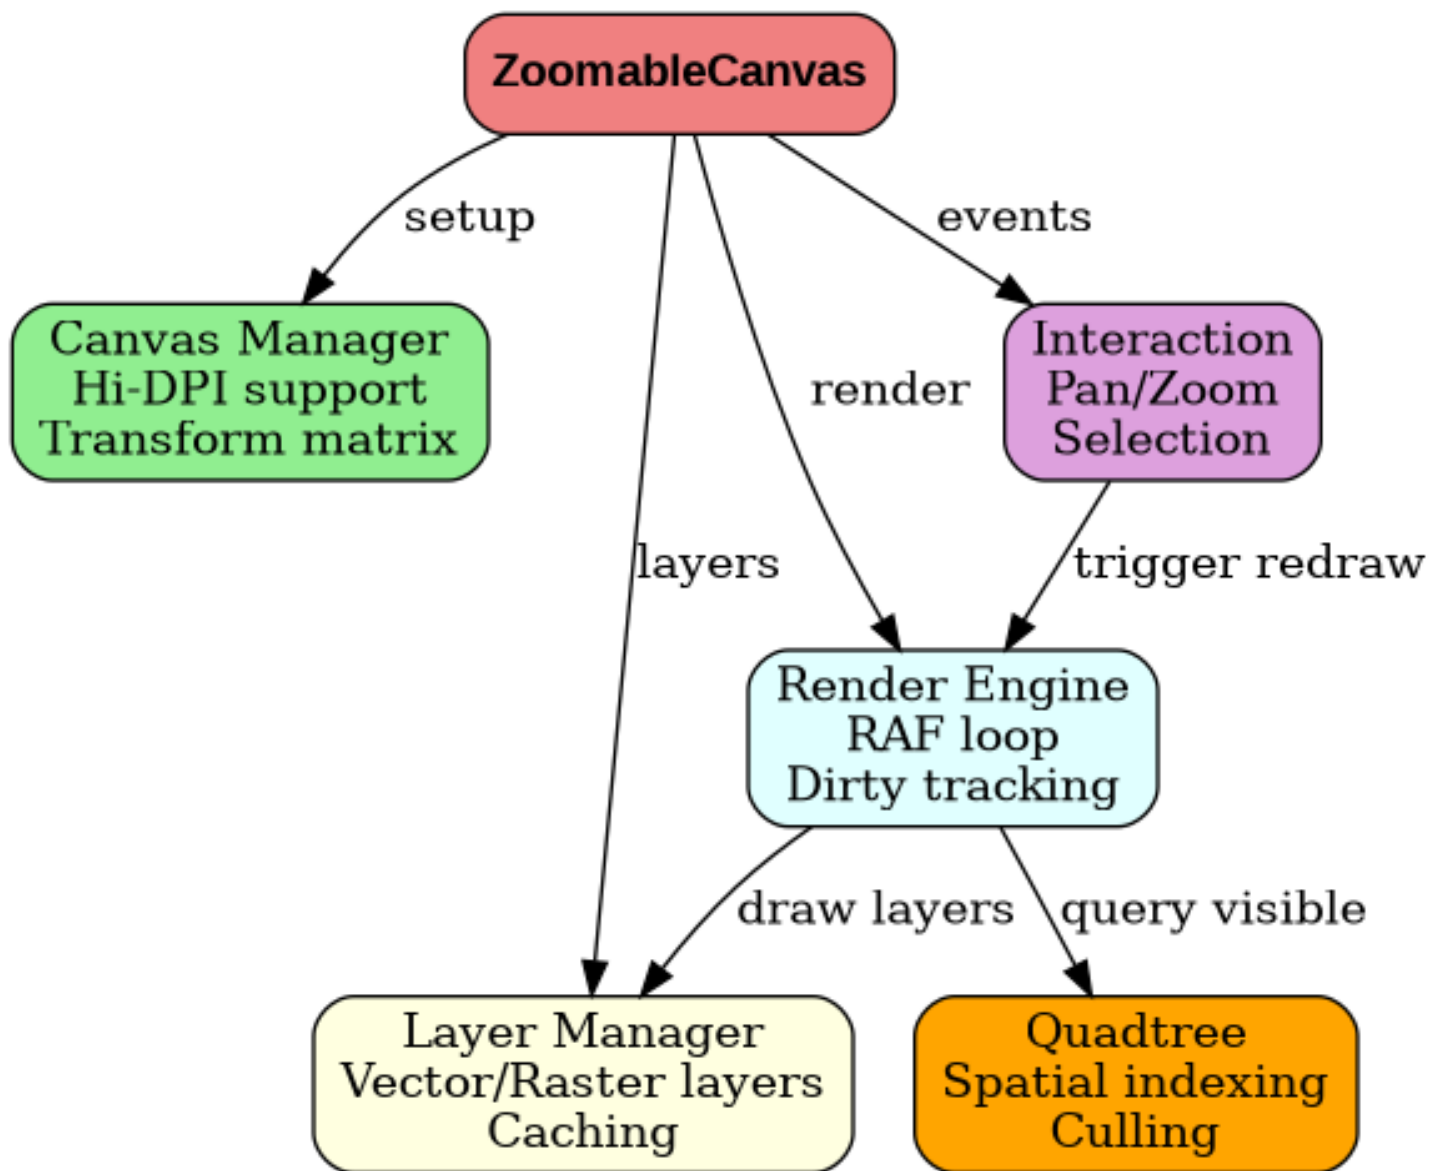 ZoomableCanvas
setup
events
Canvas Manager
Hi-DPI support
Transform matrix
render
Interaction
Pan/Zoom
Selection
layers
trigger redraw
Render Engine
RAF loop
Dirty tracking
draw layers
query visible
Layer Manager
Vector/Raster layers
Caching
Quadtree
Spatial indexing
Culling